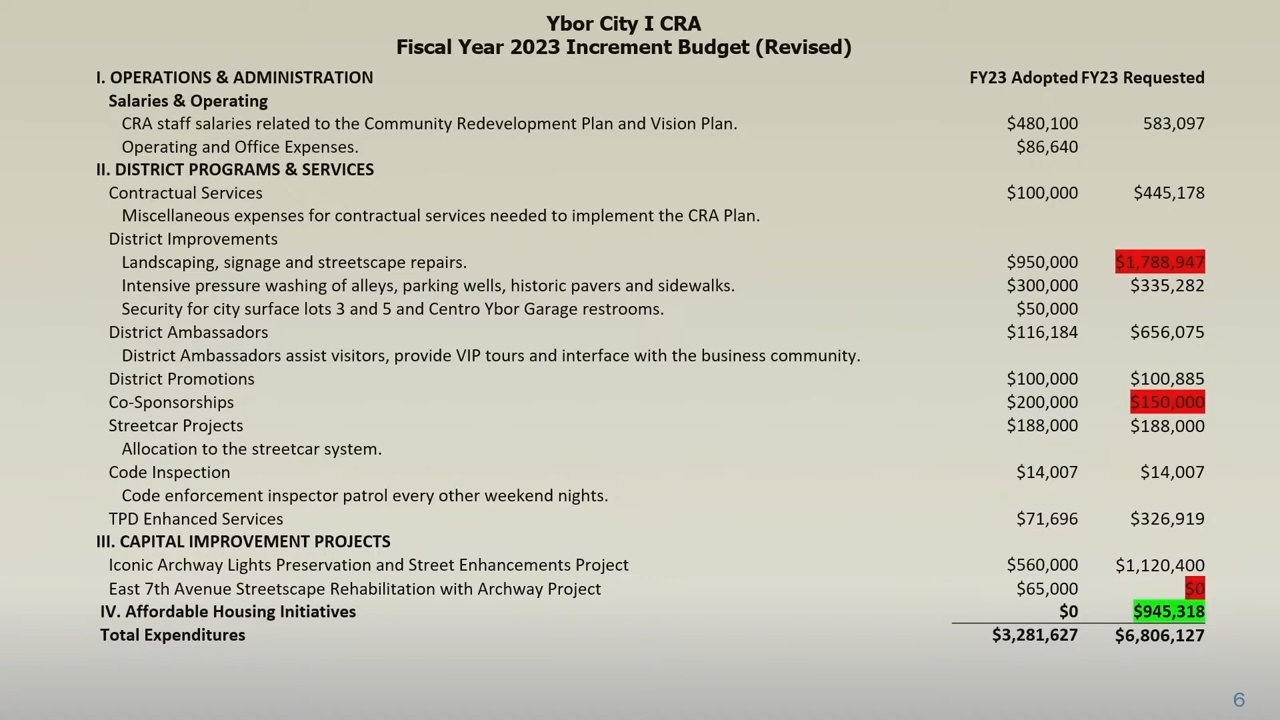 Ybor City I CRA
Fiscal Year 2023 Increment Budget (Revised)
I. OPERATIONS & ADMINISTRATION FY23 Adopted FY23 Requested
Salaries & Operating
CRA staff salaries related to the Community Redevelopment Plan and Vision Plan. $480,100 583,097
Operating and Office Expenses. $86,640
II. DISTRICT PROGRAMS & SERVICES
Contractual Services $100,000 $445,178
Miscellaneous expenses for contractual services needed to implement the CRA Plan.
District Improvements
Landscaping, signage and streetscape repairs. $950,000 $1,788,947
Intensive pressure washing of alleys, parking wells, historic pavers and sidewalks. $300,000 $335,282
Security for city surface lots 3 and 5 and Centro Ybor Garage restrooms. $50,000
District Ambassadors $116,184 $656,075
District Ambassadors assist visitors, provide VIP tours and interface with the business community.
District Promotions $100,000 $100,885
Co-Sponsorships $200,000 $150,000
Streetcar Projects $188,000 $188,000
Allocation to the streetcar system.
Code Inspection $14,007 $14,007
Code enforcement inspector patrol every other weekend nights.
TPD Enhanced Services $71,696 $326,919
III. CAPITAL IMPROVEMENT PROJECTS
Iconic Archway Lights Preservation and Street Enhancements Project $560,000 $1,120,400
East 7th Avenue Streetscape Rehabilitation with Archway Project $65,000 $0
IV. Affordable Housing Initiatives $0 $945,318
Total Expenditures $3,281,627 $6,806,127
6